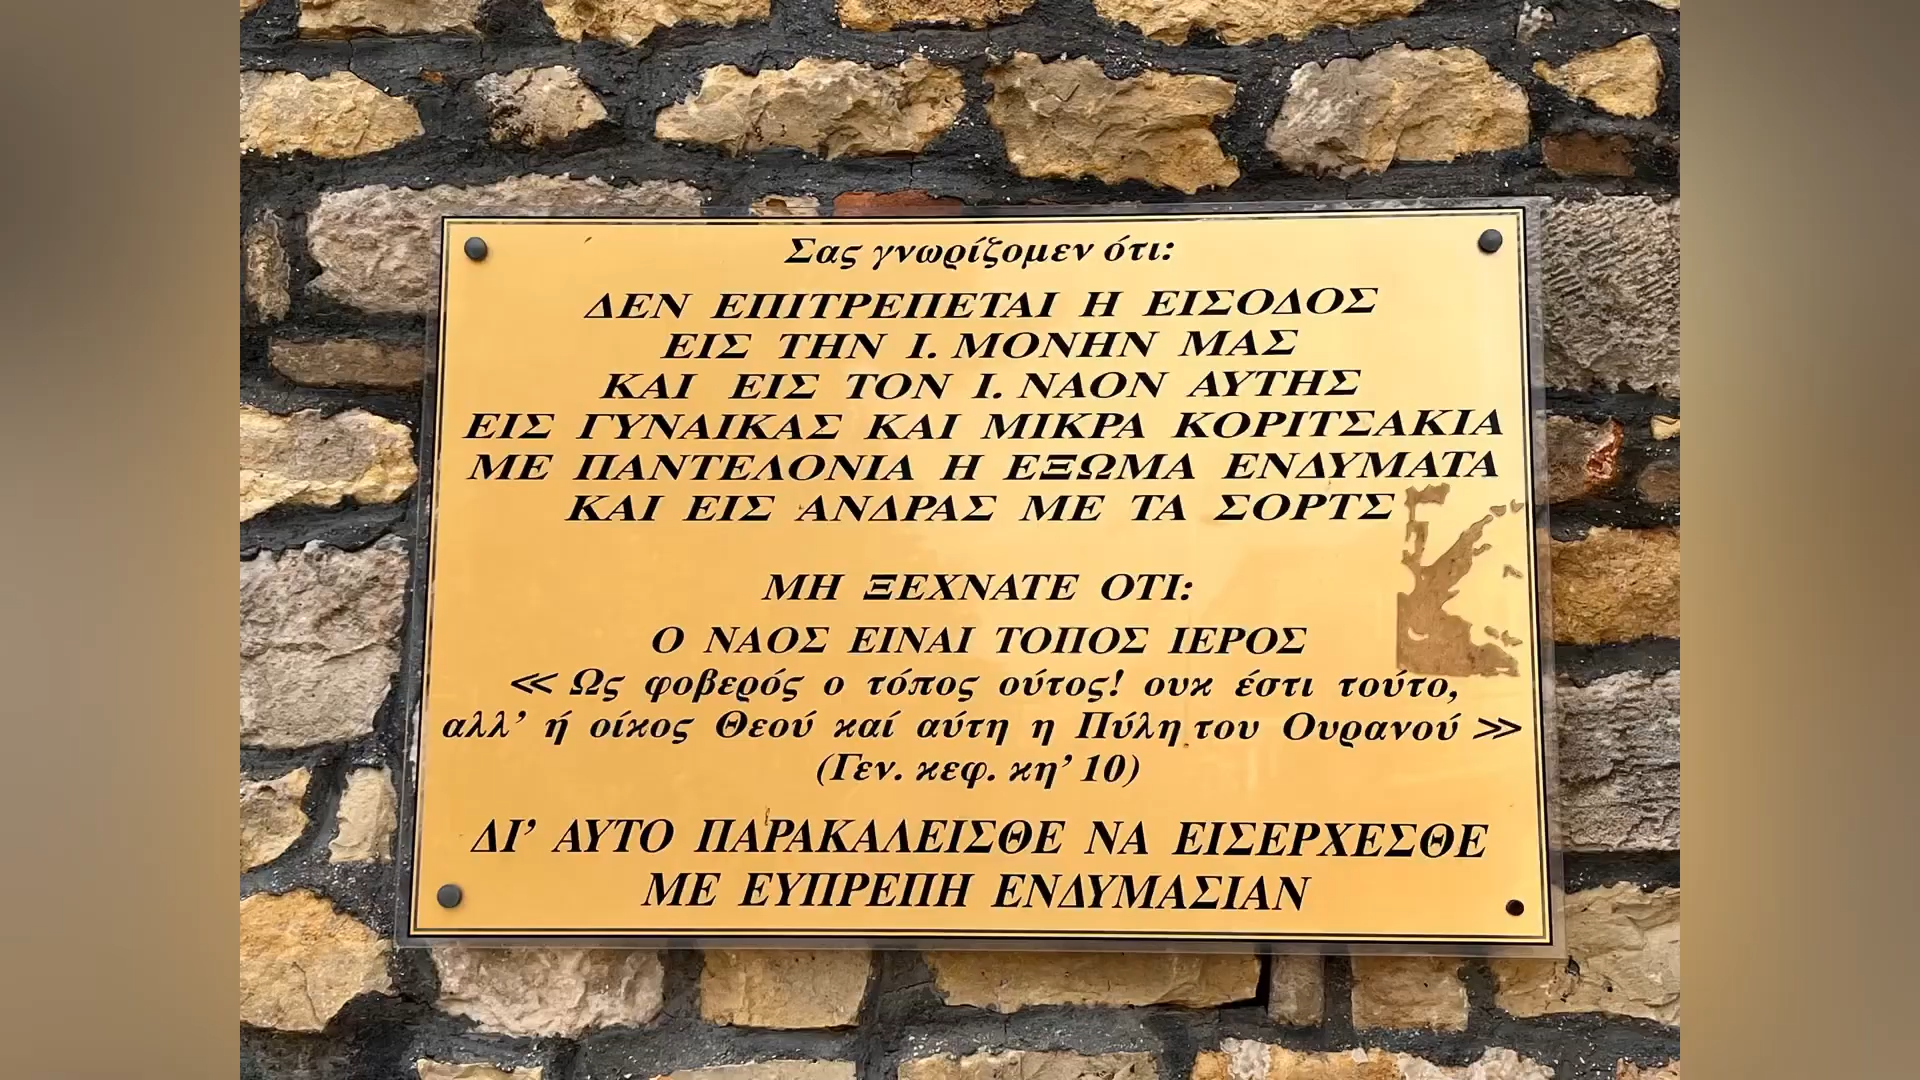 Σας γνωρίζομεν ότι:
ΔΕΝ ΕΠΙΤΡΕΠΕΤΑΙ Η ΕΙΣΟΔΟΣ
ΕΙΣ ΤΗΝ Ι. ΜΟΝΗΝ ΜΑΣ
ΚΑΙ ΕΙΣ ΤΟΝ Ι. ΝΑΟΝ ΑΥΤΗΣ
ΕΙΣ ΓΥΝΑΙΚΑΣ ΚΑΙ ΜΙΚΡΑ ΚΟΡΙΤΣΑΚΙΑ
ΜΕ ΠΑΝΤΕΛΟΝΙΑ Η ΕΞΩΜΑ ΕΝΔΥΜΑΤΑ
ΚΑΙ ΕΙΣ ΑΝΔΡΑΣ ΜΕ ΤΑ ΣΟΡΤΣ
ΜΗ ΞΕΧΝΑΤΕ ΟΤΙ:
Ο ΝΑΟΣ ΕΙΝΑΙ ΤΟΠΟΣ ΙΕΡΟΣ
≪ Ως φοβερός ο τόπος ούτος! ουκ έστι τούτο,
αλλ’ ή οίκος Θεού καί αύτη η Πύλη του Ουρανού ≫
(Γεν. κεφ. κη’ 10)
ΔΙ’ ΑΥΤΟ ΠΑΡΑΚΑΛΕΙΣΘΕ ΝΑ ΕΙΣΕΡΧΕΣΘΕ
ΜΕ ΕΥΠΡΕΠΗ ΕΝΔΥΜΑΣΙΑΝ